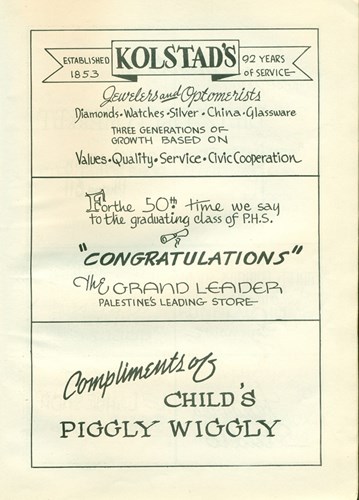 ESTABLISHED 1853
KOLSTAD'S
92 YEARS OF SERVICE
Jewelers and Optomerists
Diamonds • Watches • Silver • China • Glassware
THREE GENERATIONS OF
GROWTH BASED ON
Values • Quality • Service • Civic Cooperation
For the 50th time we say
to the graduating class of P.H.S.
"CONGRATULATIONS"
The GRAND LEADER
PALESTINE'S LEADING STORE
Compliments of
CHILD'S
PIGGLY WIGGLY